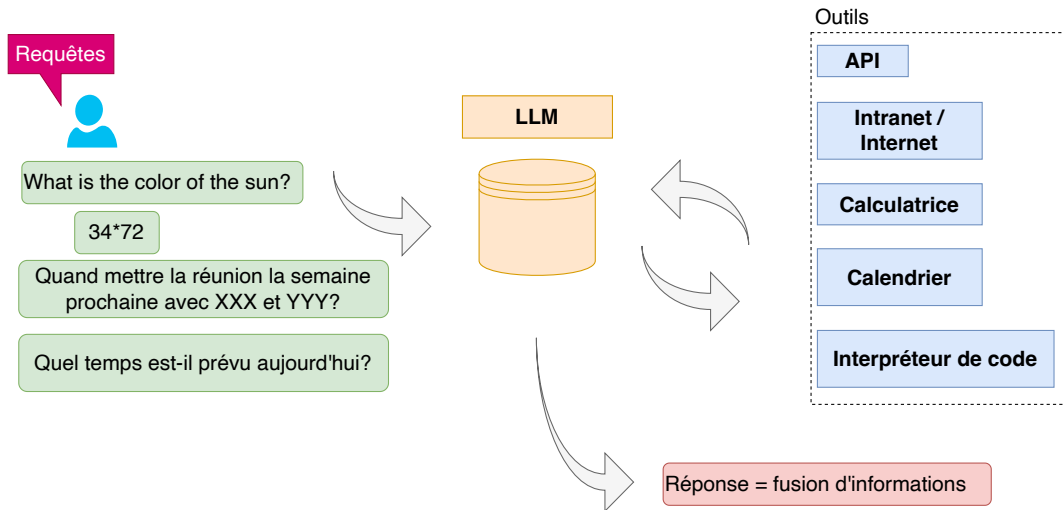 Outils
Requêtes
API
LLM
Intranet /
Internet
What is the color of the sun?
Calculatrice
34*72
Quand mettre la réunion la semaine
prochaine avec XXX et YYY?
Calendrier
Quel temps est-il prévu aujourd'hui?
Interpréteur de code
Réponse = fusion d'informations